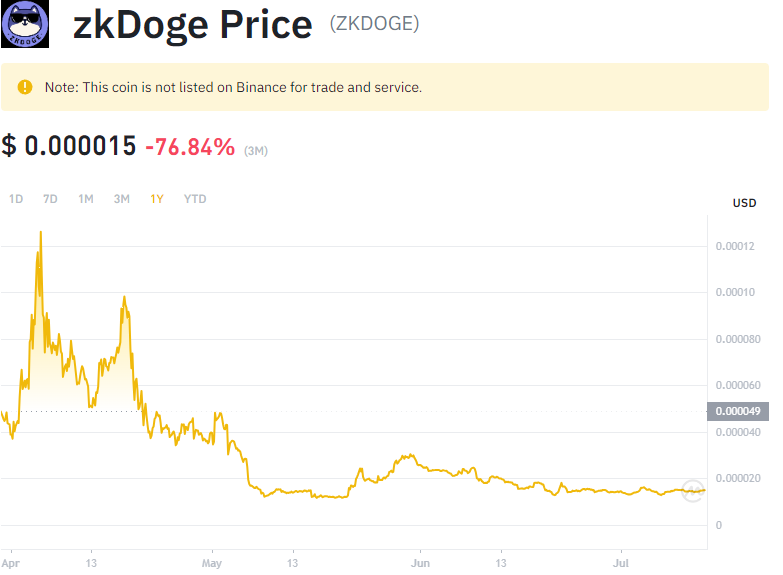 ZKDOGE
zkDoge Price (ZKDOGE)
Note: This coin is not listed on Binance for trade and service.
$ 0.000015 -76.84% (3M)
1D 7D 1M 3M 1Y YTD
USD
0.00012
0.00010
0.000080
0.000060
0.000049
0.000040
0.000020
0
Apr 13 May 13 Jun 13 Jul